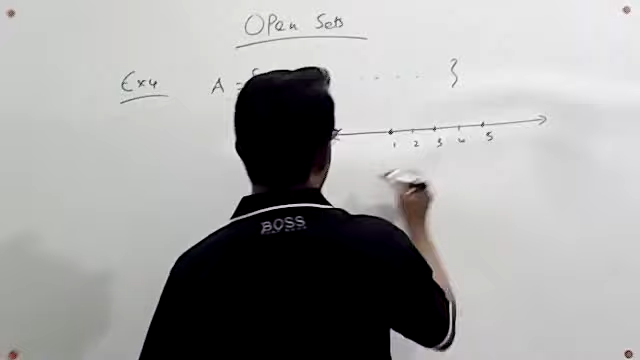 Open Sets
Ex4 A = { . . . . . }
1 2 3 4 5
BOSS